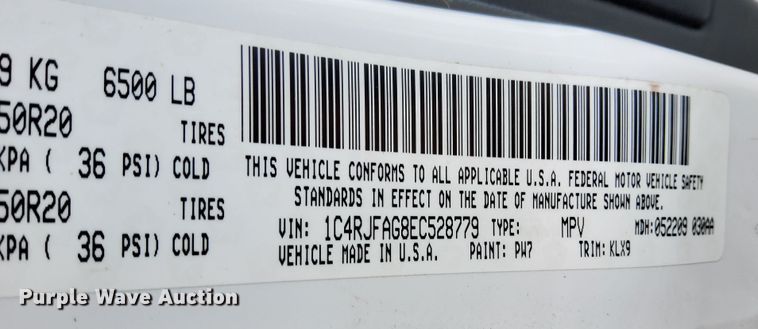 9 KG 6500 LB
50R20 TIRES
KPA ( 36 PSI) COLD
50R20 TIRES
KPA ( 36 PSI) COLD
THIS VEHICLE CONFORMS TO ALL APPLICABLE U.S.A. FEDERAL MOTOR VEHICLE SAFETY
STANDARDS IN EFFECT ON THE DATE OF MANUFACTURE SHOWN ABOVE.
VIN: 1C4RJFAG8EC528779 TYPE: MPV MDH: 052209 030AA
VEHICLE MADE IN U.S.A. PAINT: PW7 TRIM: KLX9
Purple Wave Auction